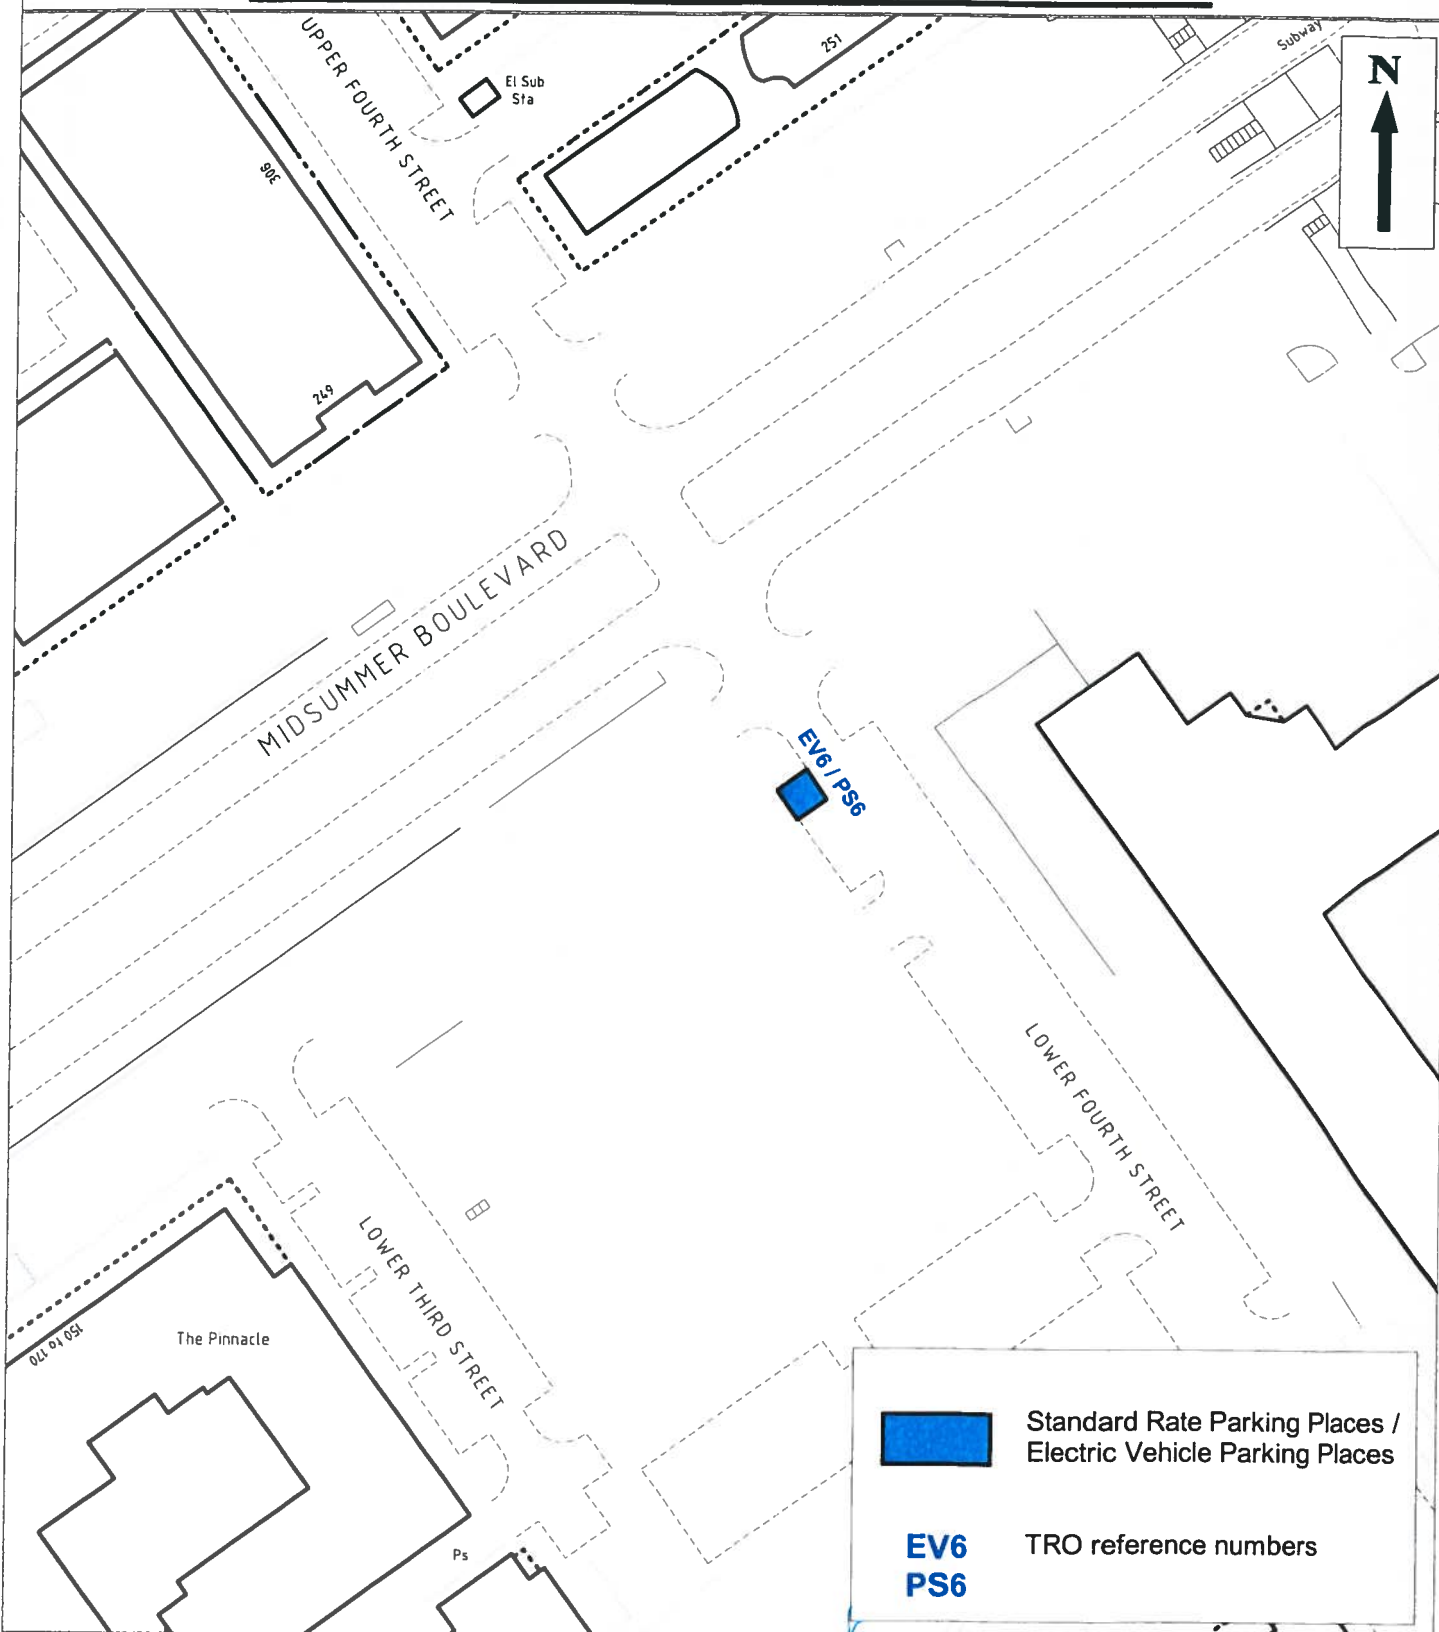 UPPER FOURTH STREET
El Sub
Sta
251
Subway
N
306
249
MIDSUMMER BOULEVARD
EV6 / PS6
LOWER FOURTH STREET
LOWER THIRD STREET
150 to 170
The Pinnacle
Ps
Standard Rate Parking Places /
Electric Vehicle Parking Places
EV6
PS6
TRO reference numbers